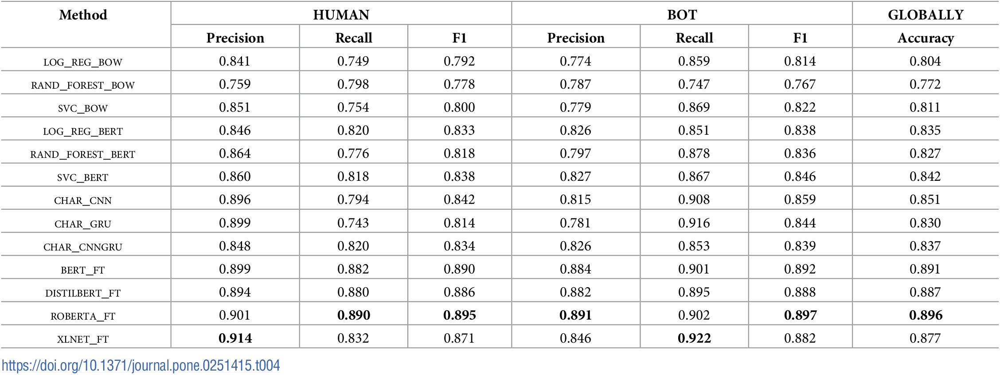 Method HUMAN BOT GLOBALLY
Precision Recall F1 Precision Recall F1 Accuracy
LOG_REG_BOW 0.841 0.749 0.792 0.774 0.859 0.814 0.804
RAND_FOREST_BOW 0.759 0.798 0.778 0.787 0.747 0.767 0.772
SVC_BOW 0.851 0.754 0.800 0.779 0.869 0.822 0.811
LOG_REG_BERT 0.846 0.820 0.833 0.826 0.851 0.838 0.835
RAND_FOREST_BERT 0.864 0.776 0.818 0.797 0.878 0.836 0.827
SVC_BERT 0.860 0.818 0.838 0.827 0.867 0.846 0.842
CHAR_CNN 0.896 0.794 0.842 0.815 0.908 0.859 0.851
CHAR_GRU 0.899 0.743 0.814 0.781 0.916 0.844 0.830
CHAR_CNNGRU 0.848 0.820 0.834 0.826 0.853 0.839 0.837
BERT_FT 0.899 0.882 0.890 0.884 0.901 0.892 0.891
DISTILBERT_FT 0.894 0.880 0.886 0.882 0.895 0.888 0.887
ROBERTA_FT 0.901 0.890 0.895 0.891 0.902 0.897 0.896
XLNET_FT 0.914 0.832 0.871 0.846 0.922 0.882 0.877
https://doi.org/10.1371/journal.pone.0251415.t004